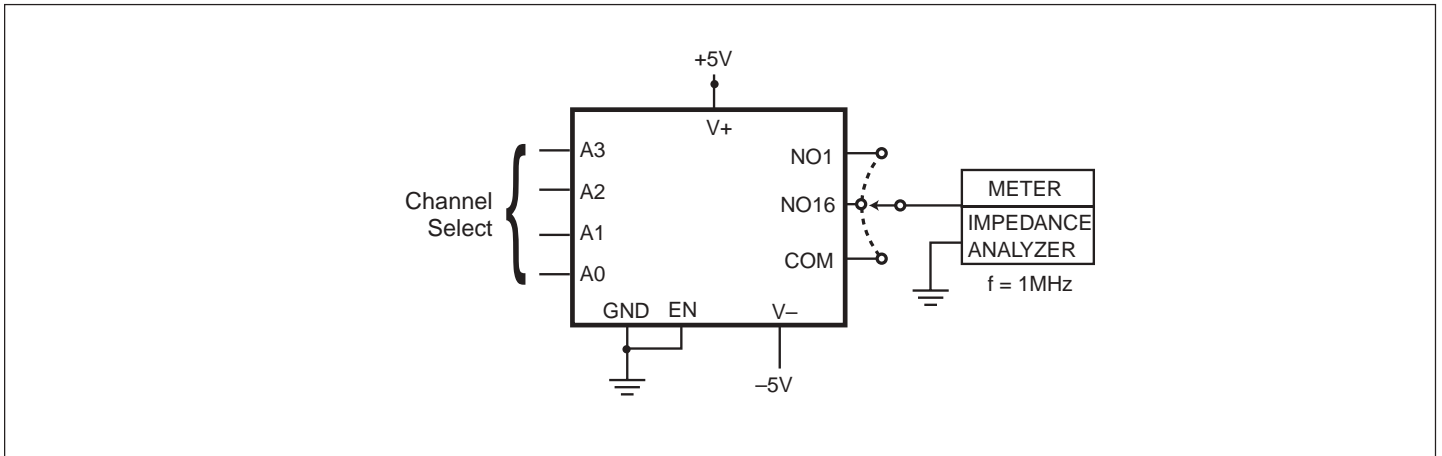 +5V
V+
A3
A2
A1
A0
Channel
Select
NO1
NO16
COM
METER
IMPEDANCE
ANALYZER
f = 1MHz
GND EN V–
–5V